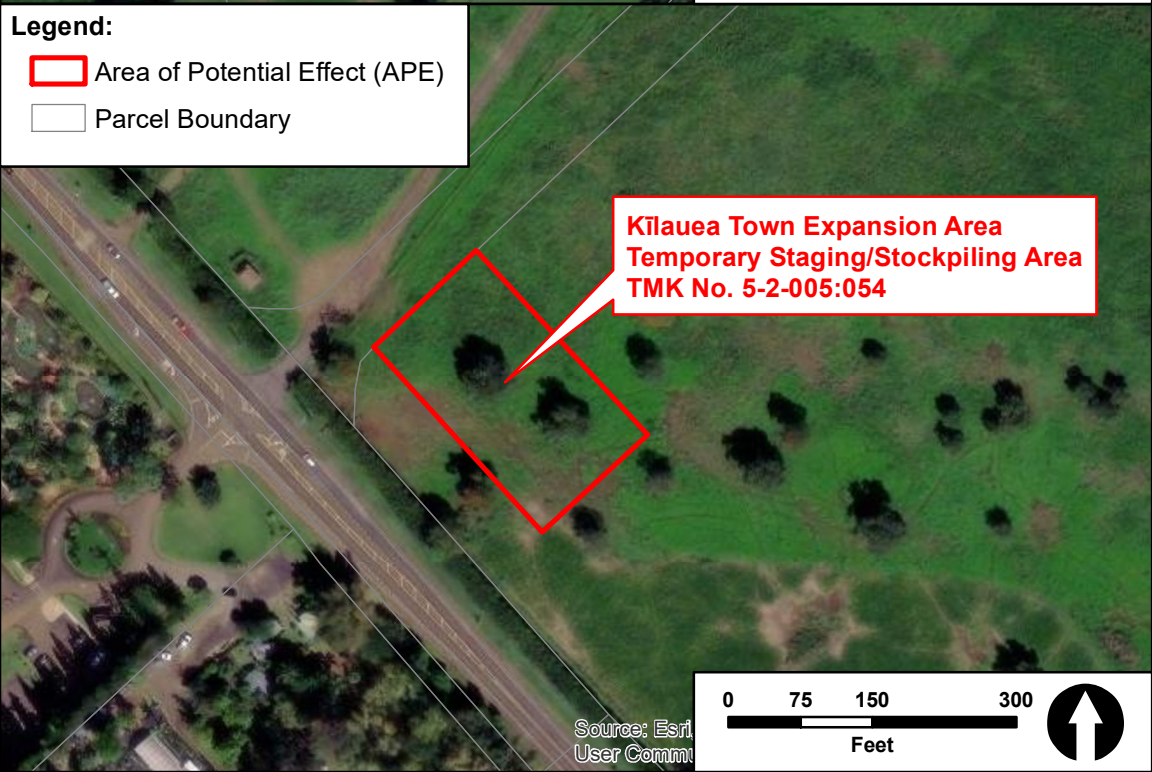 Legend:
Area of Potential Effect (APE)
Parcel Boundary
Kīlauea Town Expansion Area
Temporary Staging/Stockpiling Area
TMK No. 5-2-005:054
0 75 150 300
Feet
Source: Esri,
User Commu